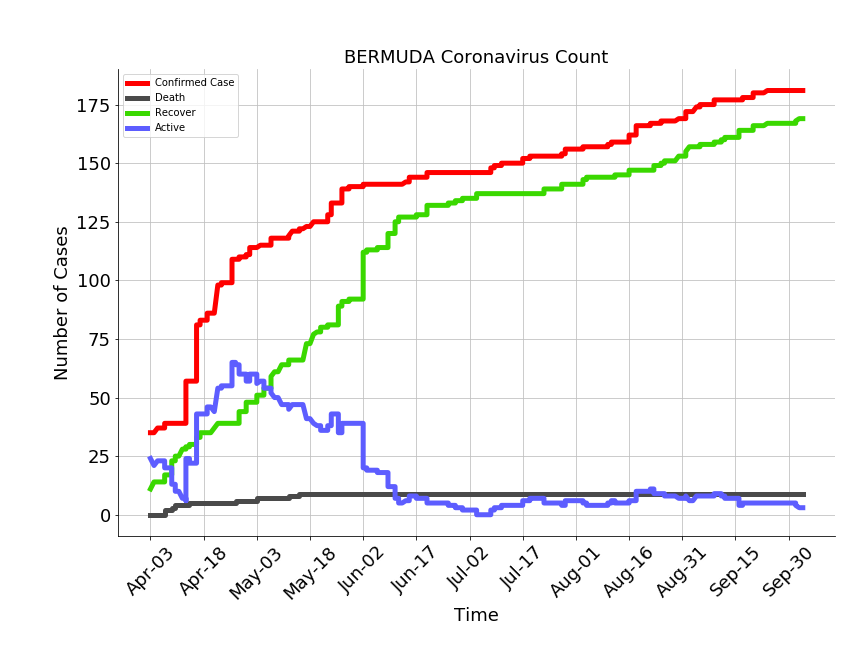 BERMUDA Coronavirus Count
Confirmed Case
Death
Recover
Active
Number of Cases
175
150
125
100
75
50
25
0
Apr-03
Apr-18
May-03
May-18
Jun-02
Jun-17
Jul-02
Jul-17
Aug-01
Aug-16
Aug-31
Sep-15
Sep-30
Time